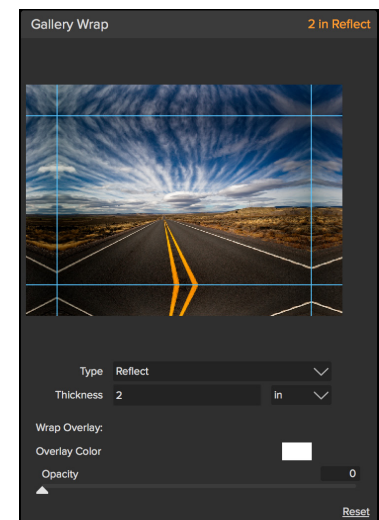 Gallery Wrap 2 in Reflect
Type Reflect
Thickness 2 in
Wrap Overlay:
Overlay Color
Opacity 0
Reset